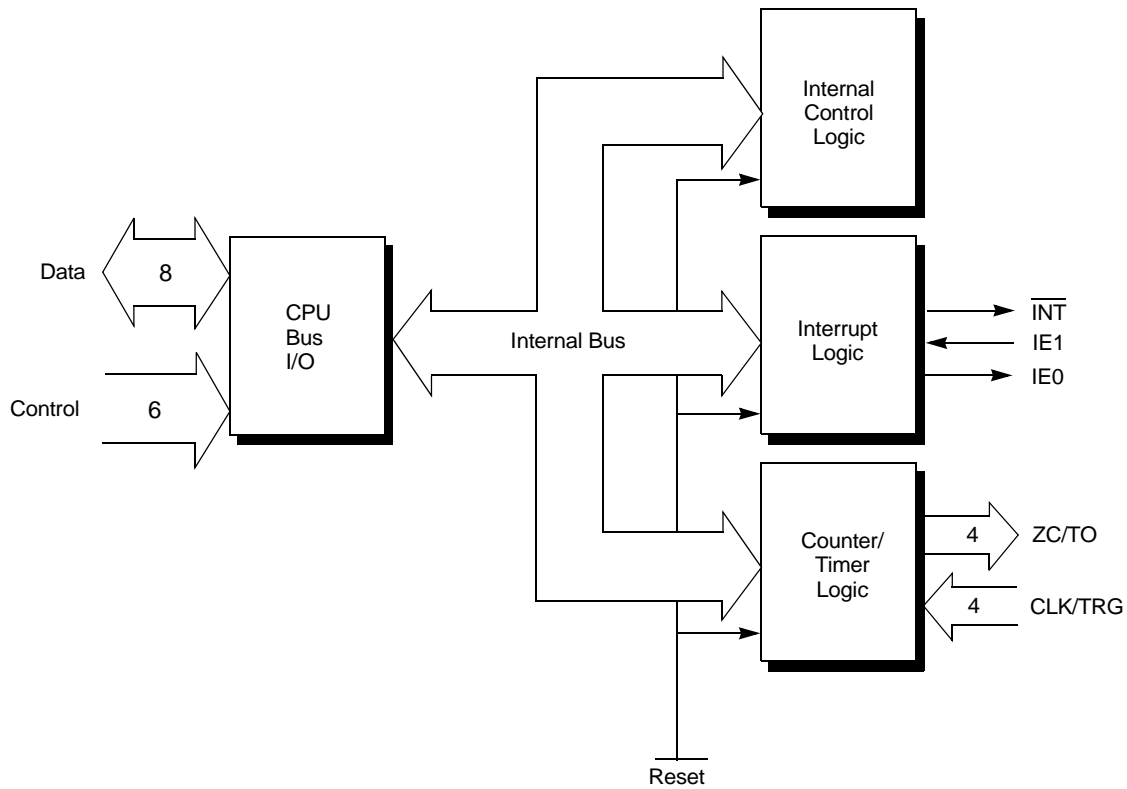 Internal
Control
Logic
Data
8
CPU
Bus
I/O
Control
6
Internal Bus
Interrupt
Logic
INT
IE1
IE0
Counter/
Timer
Logic
4
ZC/TO
4
CLK/TRG
Reset